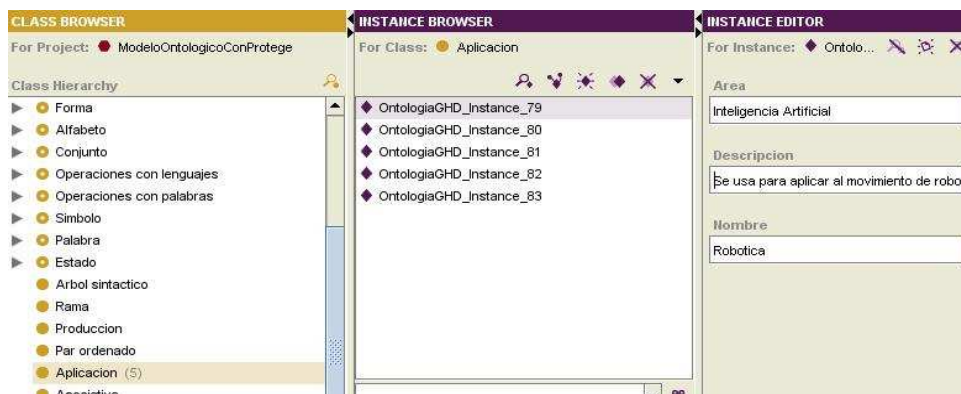 CLASS BROWSER
For Project: ModeloOntologicoConProtege
Class Hierarchy
Forma
Alfabeto
Conjunto
Operaciones con lenguajes
Operaciones con palabras
Simbolo
Palabra
Estado
Arbol sintactico
Rama
Produccion
Par ordenado
Aplicacion (5)
Asociativa
INSTANCE BROWSER
For Class: Aplicacion
OntologiaGHD_Instance_79
OntologiaGHD_Instance_80
OntologiaGHD_Instance_81
OntologiaGHD_Instance_82
OntologiaGHD_Instance_83
INSTANCE EDITOR
For Instance: Ontolo...
Area
Inteligencia Artificial
Descripcion
Se usa para aplicar al movimiento de robo
Nombre
Robotica